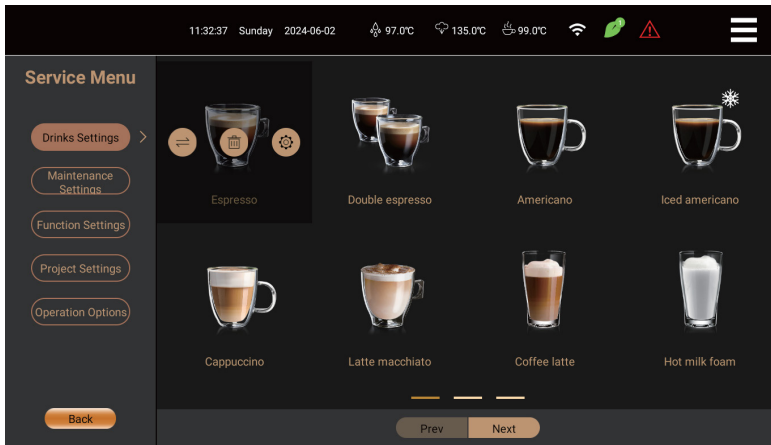 11:32:37 Sunday 2024-06-02 97.0℃ 135.0℃ 99.0℃ 1
Service Menu
Drinks Settings
Maintenance
Settings
Function Settings
Project Settings
Operation Options
Back
Espresso Double espresso Americano Iced americano
Cappuccino Latte macchiato Coffee latte Hot milk foam
Prev Next